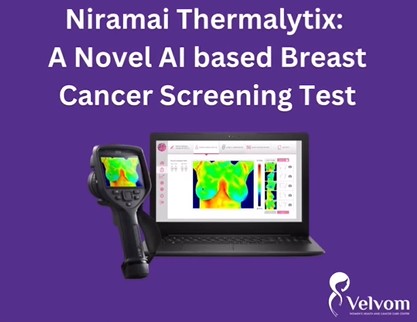 Niramai Thermalytix:
A Novel AI based Breast
Cancer Screening Test
Velvom